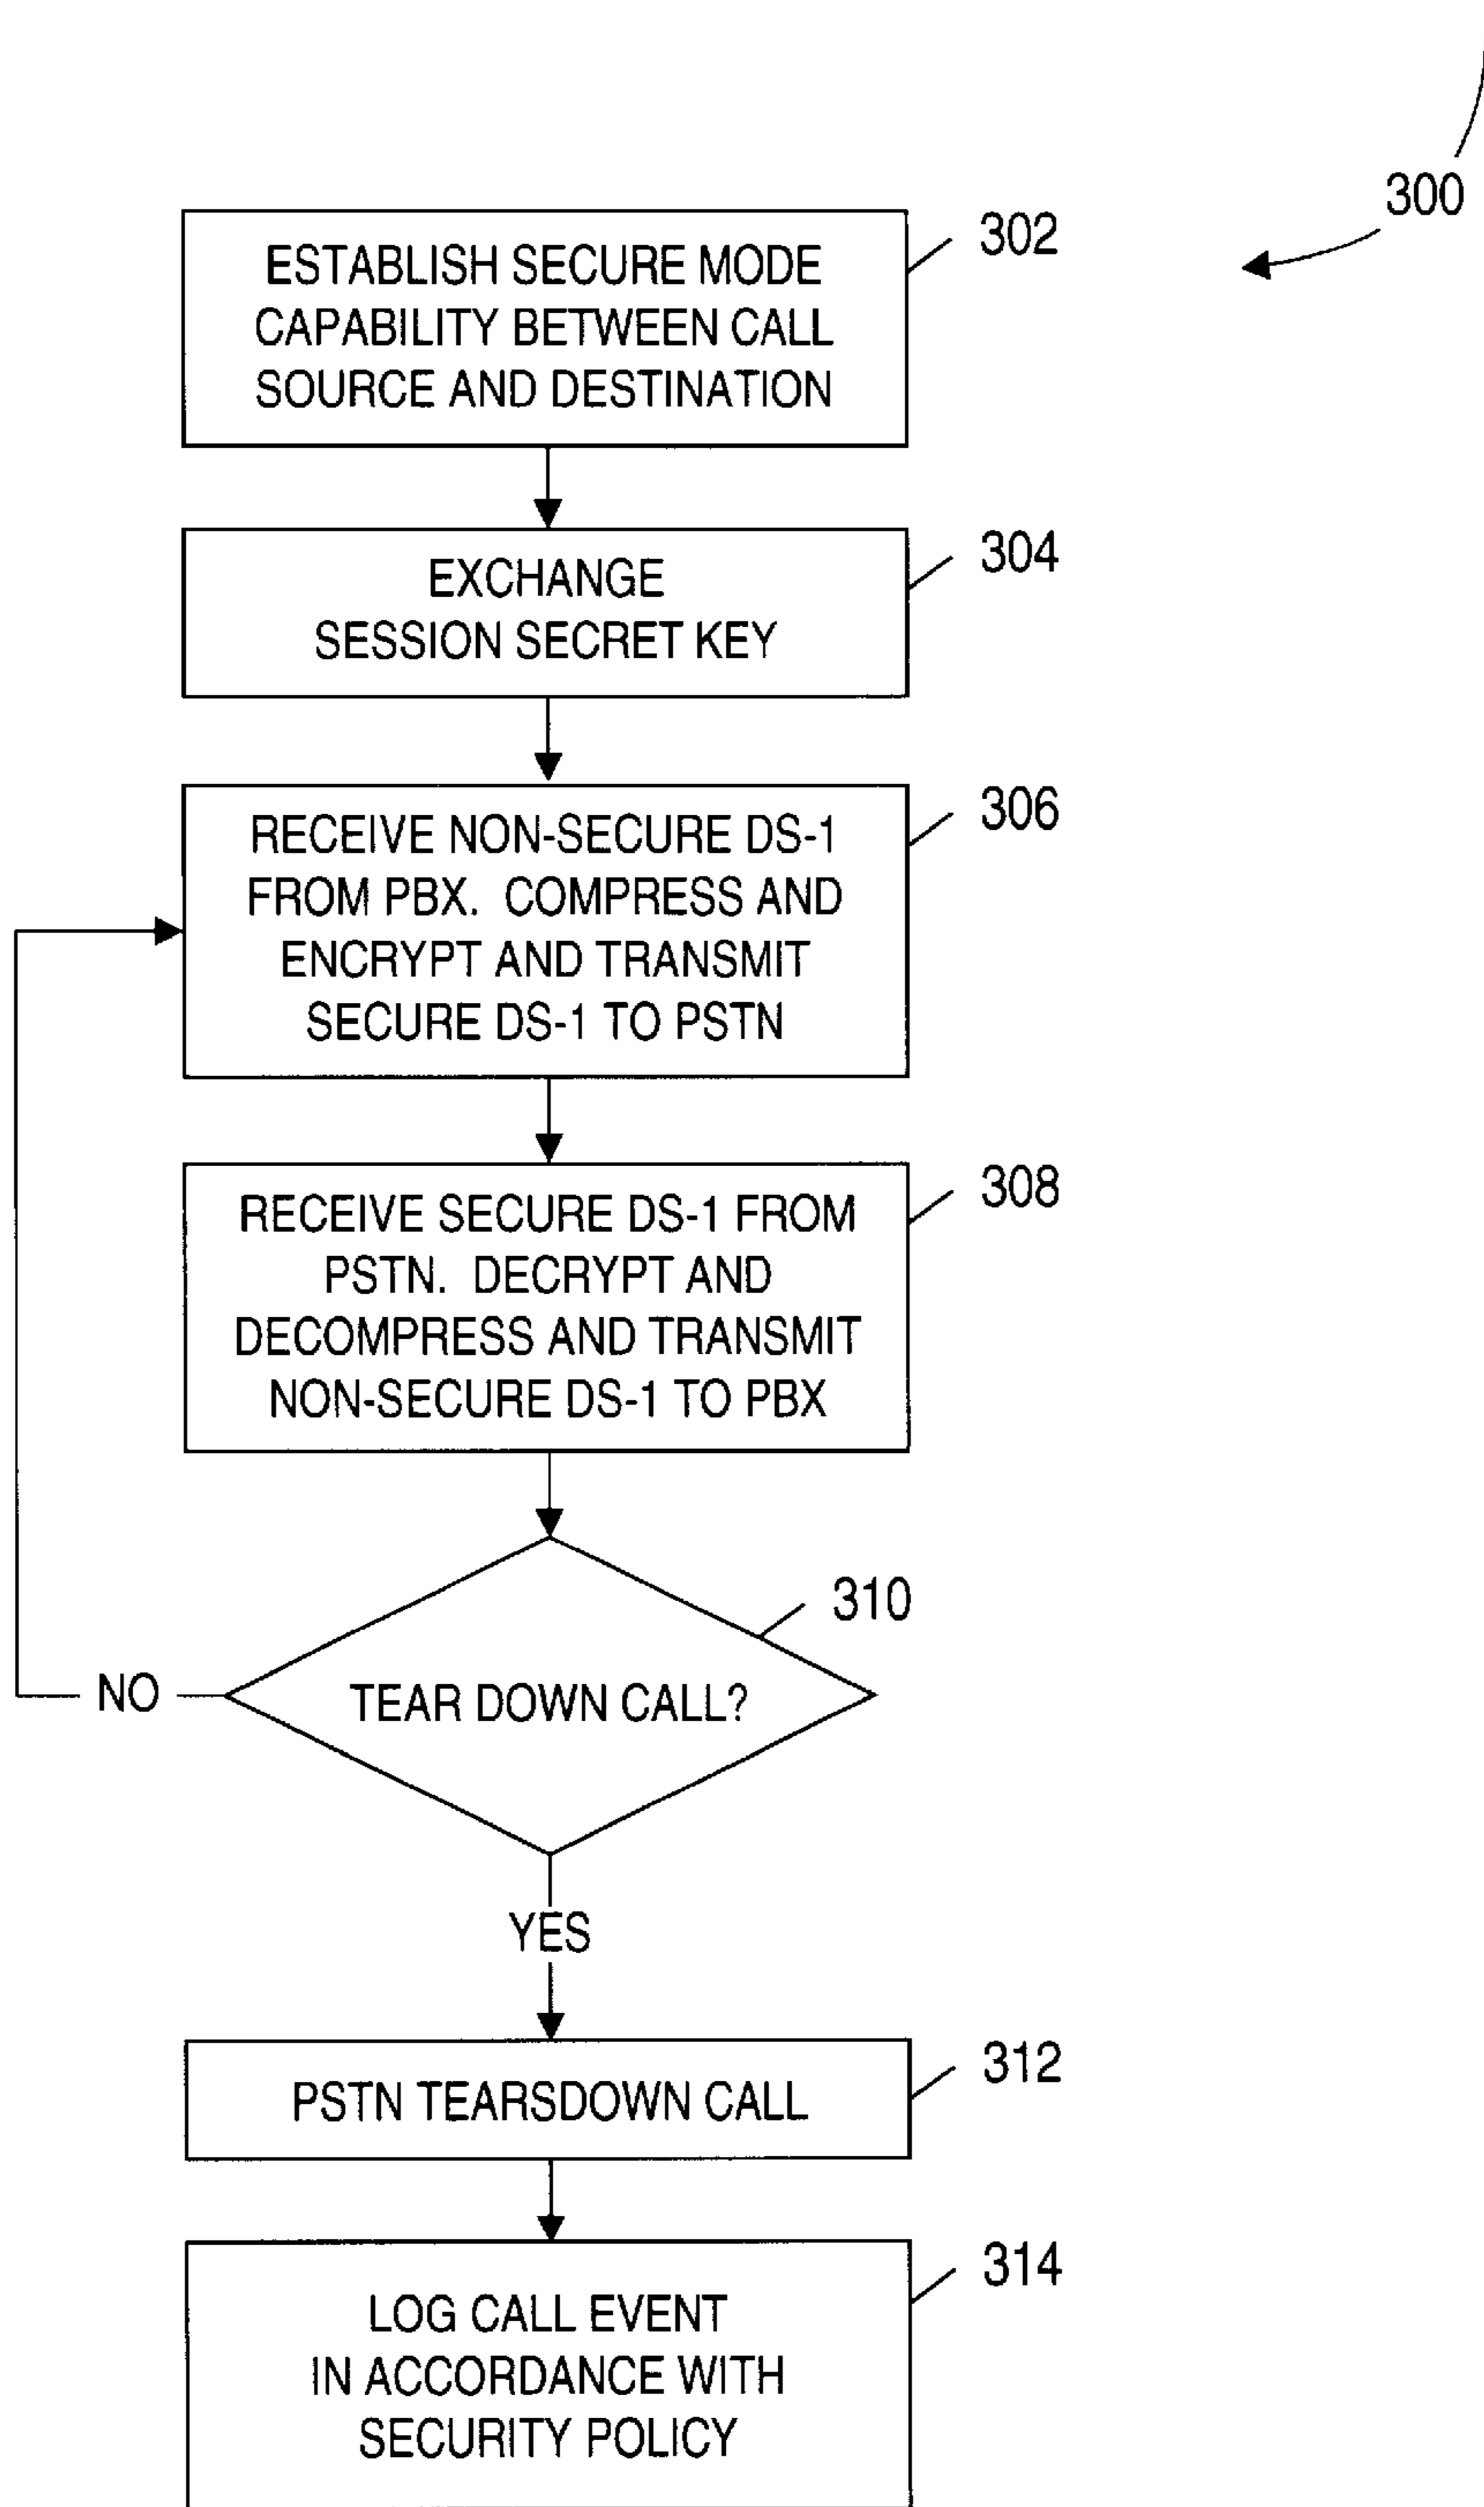 300
302
ESTABLISH SECURE MODE
CAPABILITY BETWEEN CALL
SOURCE AND DESTINATION
304
EXCHANGE
SESSION SECRET KEY
306
RECEIVE NON-SECURE DS-1
FROM PBX. COMPRESS AND
ENCRYPT AND TRANSMIT
SECURE DS-1 TO PSTN
308
RECEIVE SECURE DS-1 FROM
PSTN. DECRYPT AND
DECOMPRESS AND TRANSMIT
NON-SECURE DS-1 TO PBX
310
NO
TEAR DOWN CALL?
YES
312
PSTN TEARSDOWN CALL
314
LOG CALL EVENT
IN ACCORDANCE WITH
SECURITY POLICY